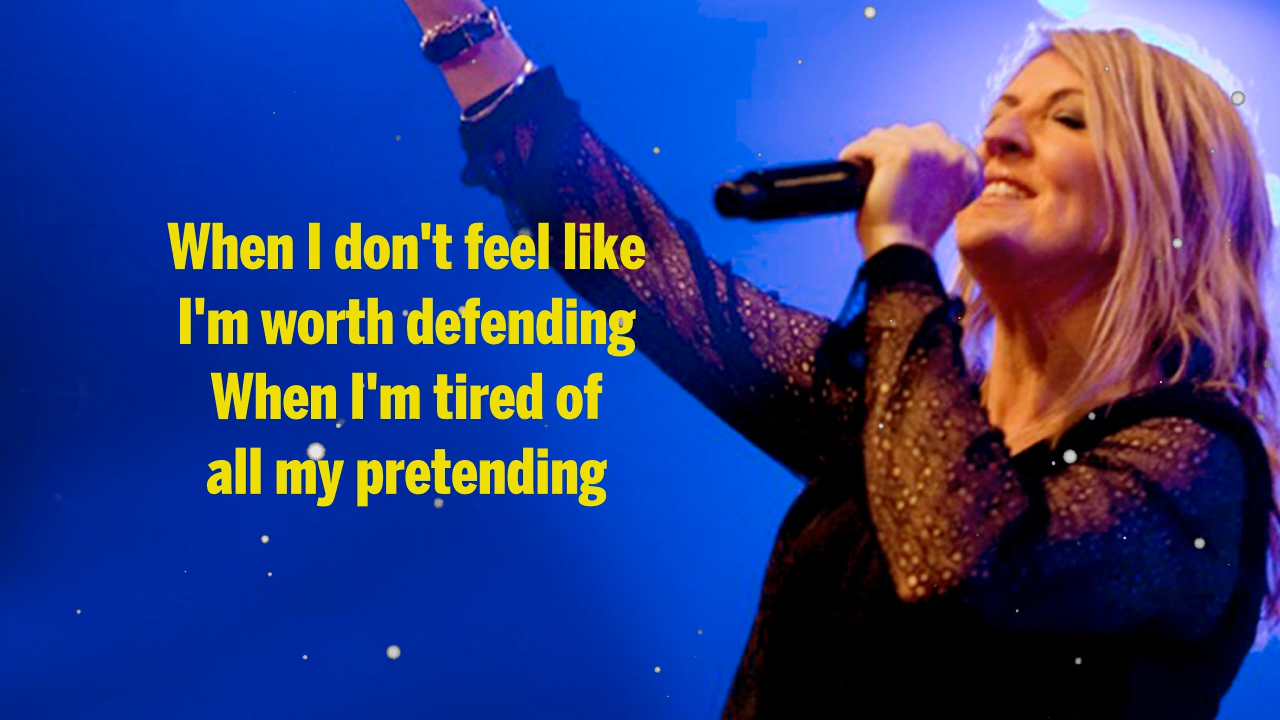 When I don't feel like
I'm worth defending
When I'm tired of
all my pretending